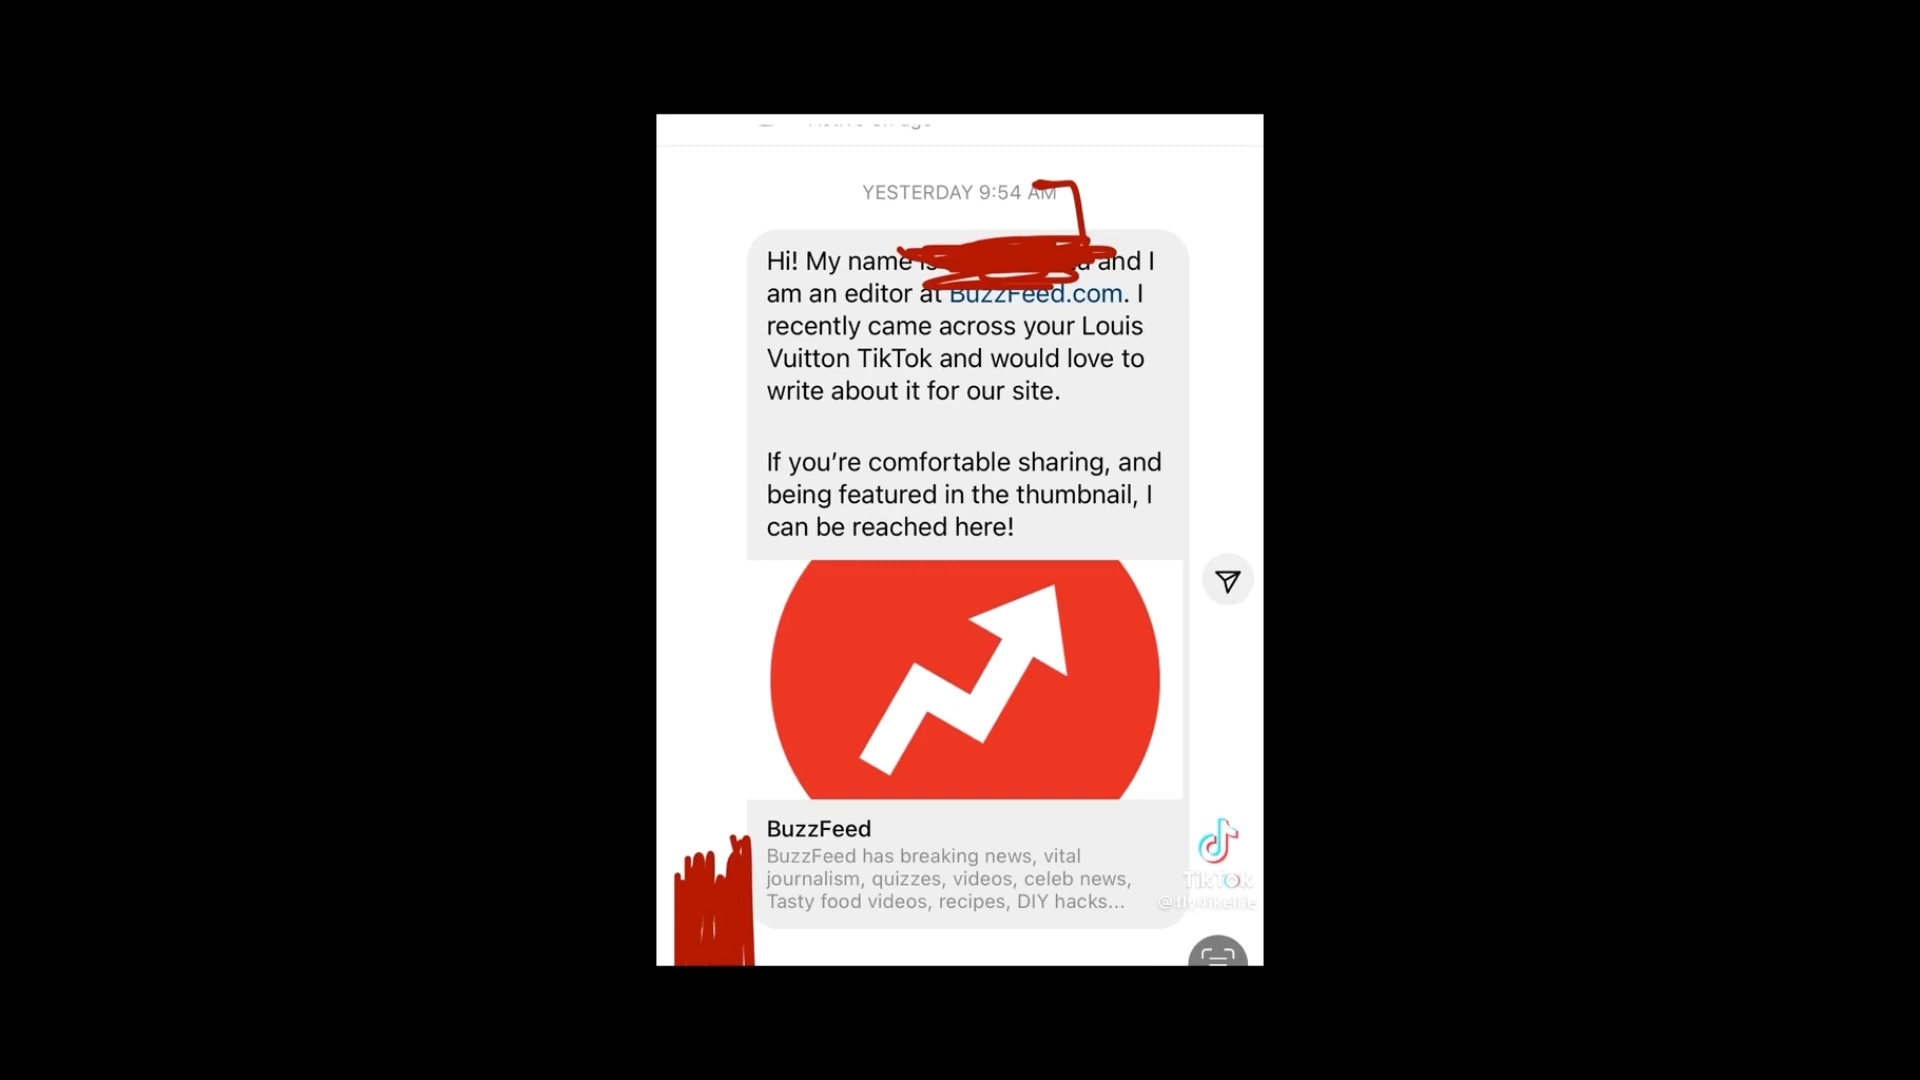 YESTERDAY 9:54 AM
Hi! My name is and I
am an editor at BuzzFeed.com. I
recently came across your Louis
Vuitton TikTok and would love to
write about it for our site.
If you're comfortable sharing, and
being featured in the thumbnail, I
can be reached here!
BuzzFeed
BuzzFeed has breaking news, vital
journalism, quizzes, videos, celeb news,
Tasty food videos, recipes, DIY hacks...
TikTok